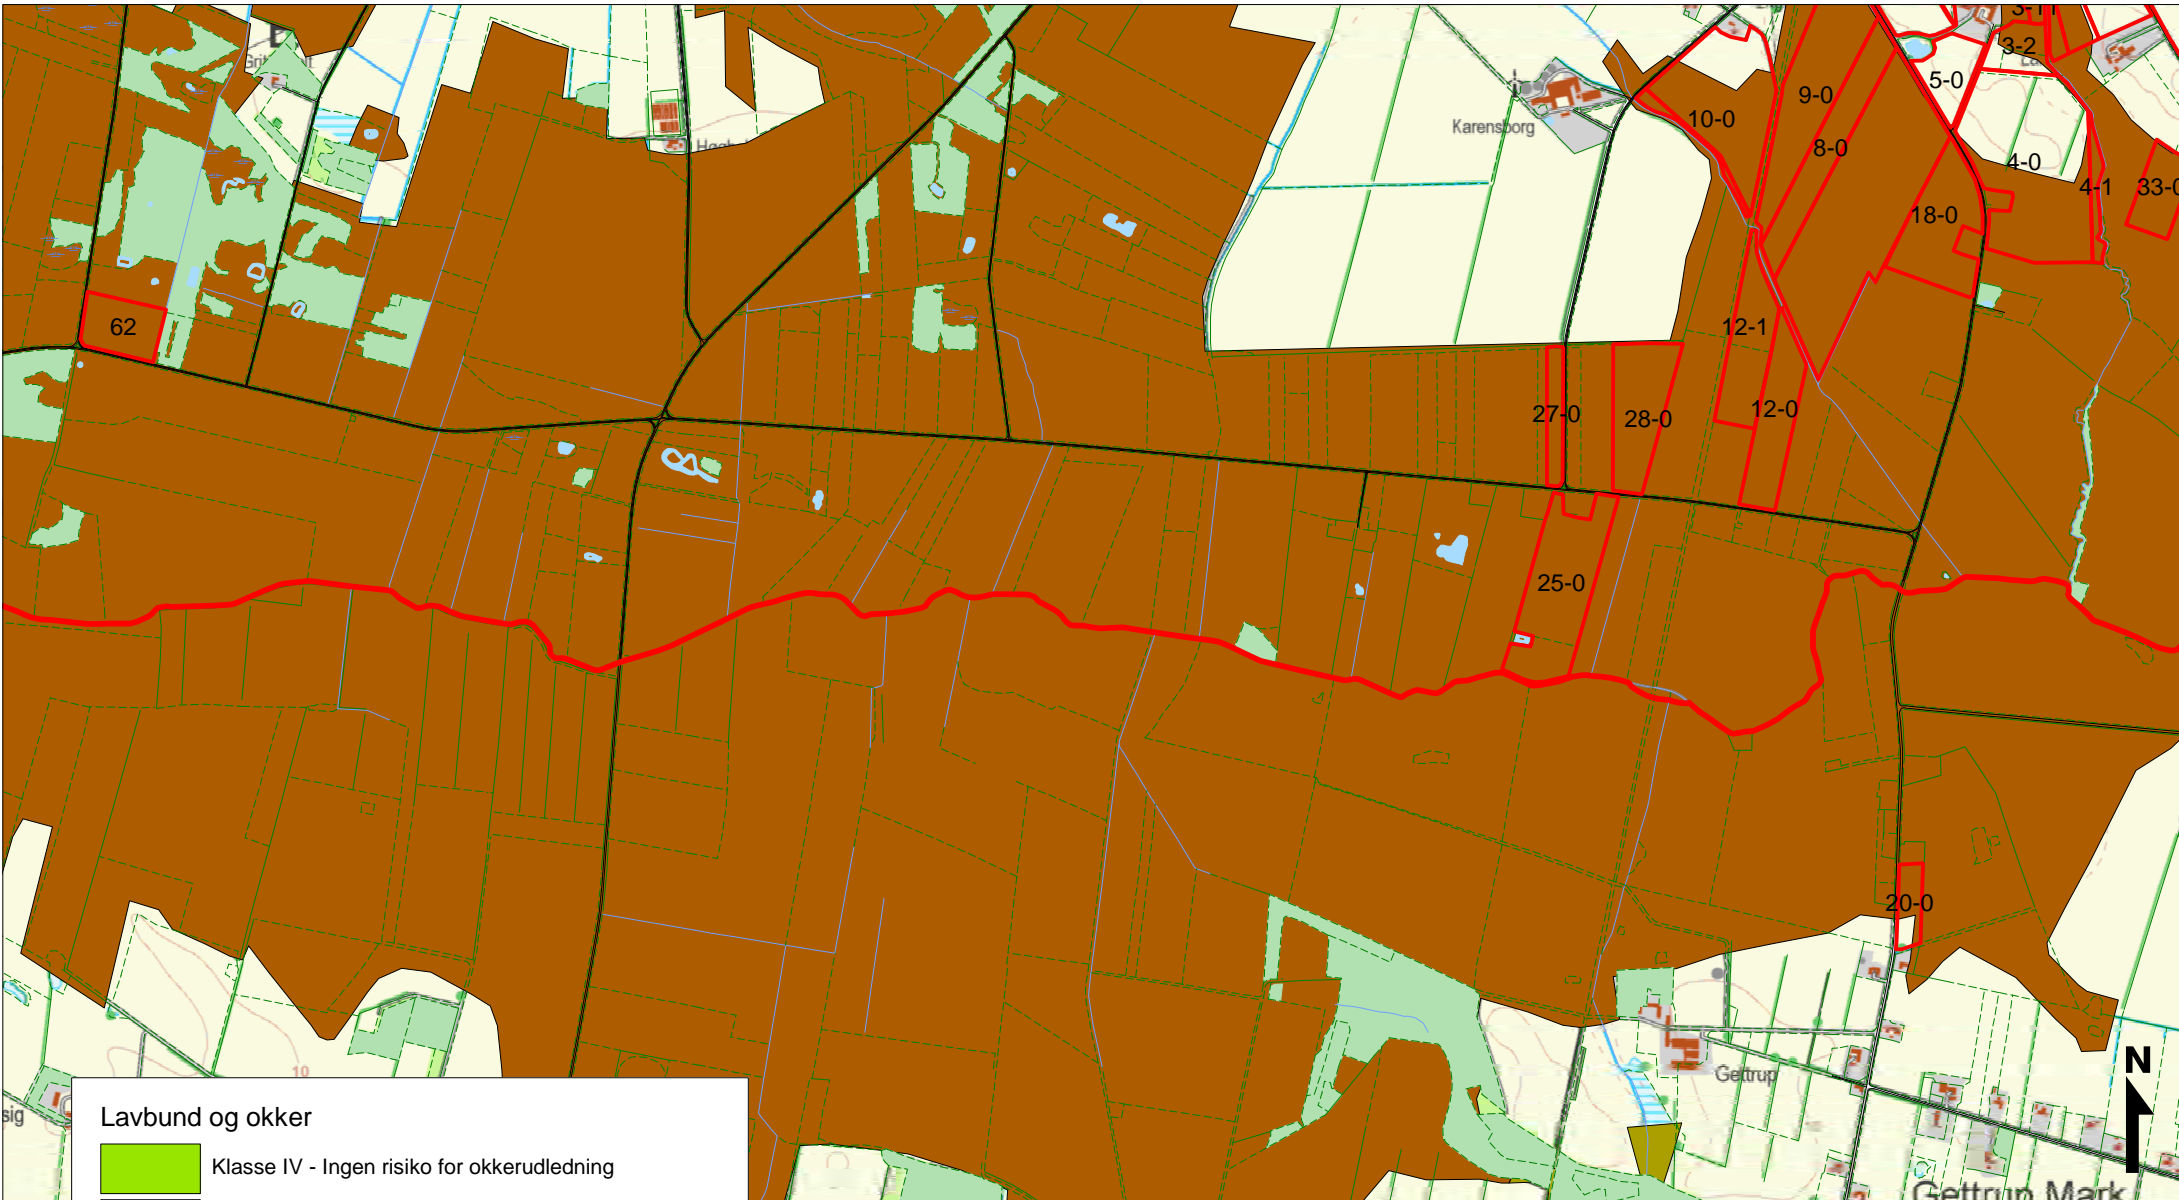 3-2
5-0
9-0
10-0
Karensborg
8-0
4-0
4-1
18-0
62
12-1
12-0
27-0
28-0
25-0
20-0
N
10
Gettrup
sig
Lavbund og okker
Klasse IV - Ingen risiko for okkerudledning
Gettrup Mark